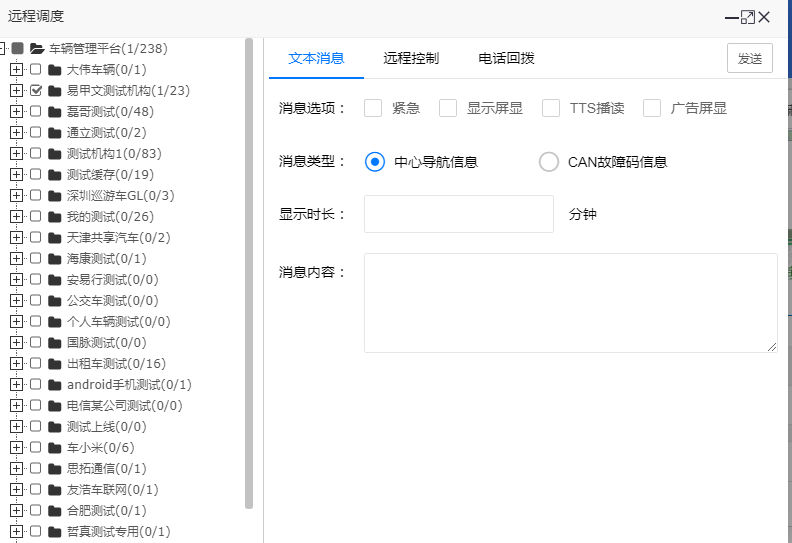 远程调度
车辆管理平台(1/238)
大伟车辆(0/1)
易甲文测试机构(1/23)
磊哥测试(0/48)
通立测试(0/2)
测试机构1(0/83)
测试缓存(0/19)
深圳巡游车GL(0/3)
我的测试(0/26)
天津共享汽车(0/2)
海康测试(0/1)
安易行测试(0/0)
公交车测试(0/0)
个人车辆测试(0/0)
国脉测试(0/0)
出租车测试(0/16)
android手机测试(0/1)
电信某公司测试(0/0)
测试上线(0/0)
车小米(0/6)
思拓通信(0/1)
友浩车联网(0/1)
合肥测试(0/1)
哲真测试专用(0/1)
文本消息 远程控制 电话回拨 发送
消息选项： 紧急 显示屏显 TTS播读 广告屏显
消息类型： 中心导航信息 CAN故障码信息
显示时长： 分钟
消息内容：